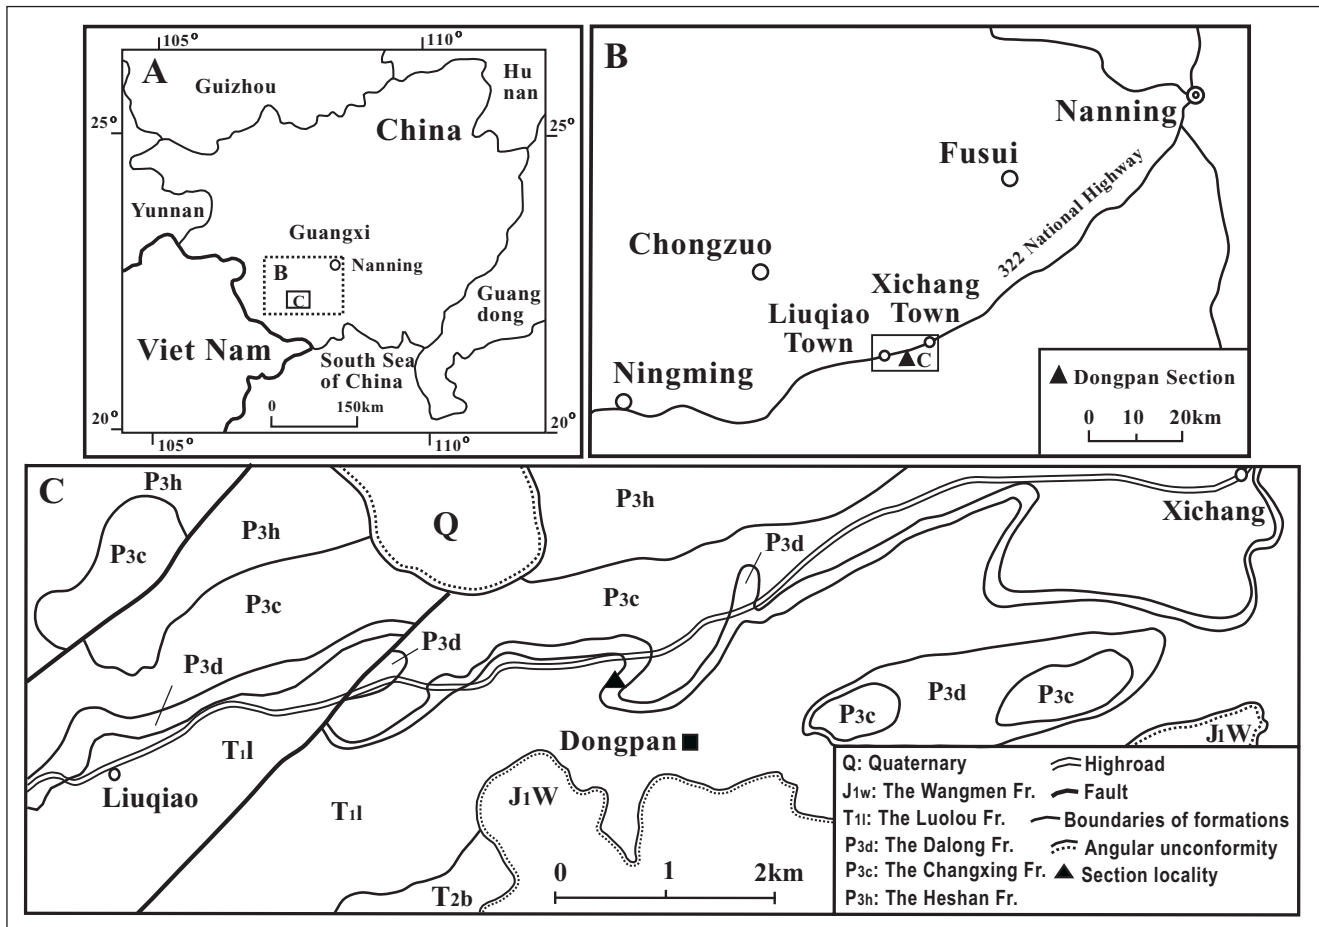 105°
110°
A
Guizhou
Hu
nan
China
25°
25°
Yunnan
Guangxi
B
Nanning
C
Guang
dong
Viet Nam
South Sea
of China
0 150km
20°
20°
105°
110°
B
Nanning
Fusui
322 National Highway
Chongzuo
Xichang
Town
Liuqiao
Town
C
Ningming
Dongpan Section
0 10 20km
C
P3h
P3h
P3c
Q
P3h
P3d
Xichang
P3c
P3c
P3d
P3d
P3d
P3c
P3c
J1W
T1l
Dongpan
Liuqiao
T1l
J1W
T2b
0 1 2km
Q: Quaternary
J1w: The Wangmen Fr.
T1l: The Luolou Fr.
P3d: The Dalong Fr.
P3c: The Changxing Fr.
P3h: The Heshan Fr.
Highroad
Fault
Boundaries of formations
Angular unconformity
Section locality